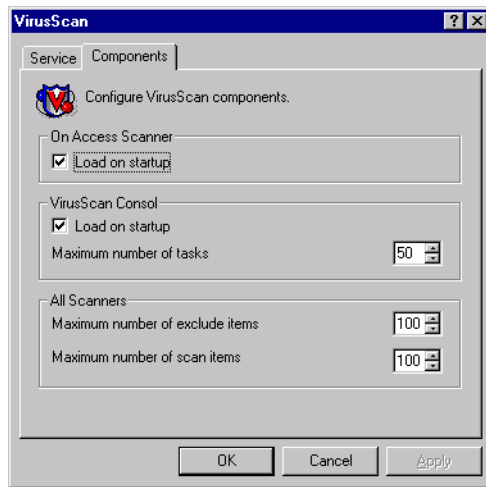 VirusScan
Service Components
Configure VirusScan components.
On Access Scanner
Load on startup
VirusScan Consol
Load on startup
Maximum number of tasks 50
All Scanners
Maximum number of exclude items 100
Maximum number of scan items 100
OK Cancel Apply